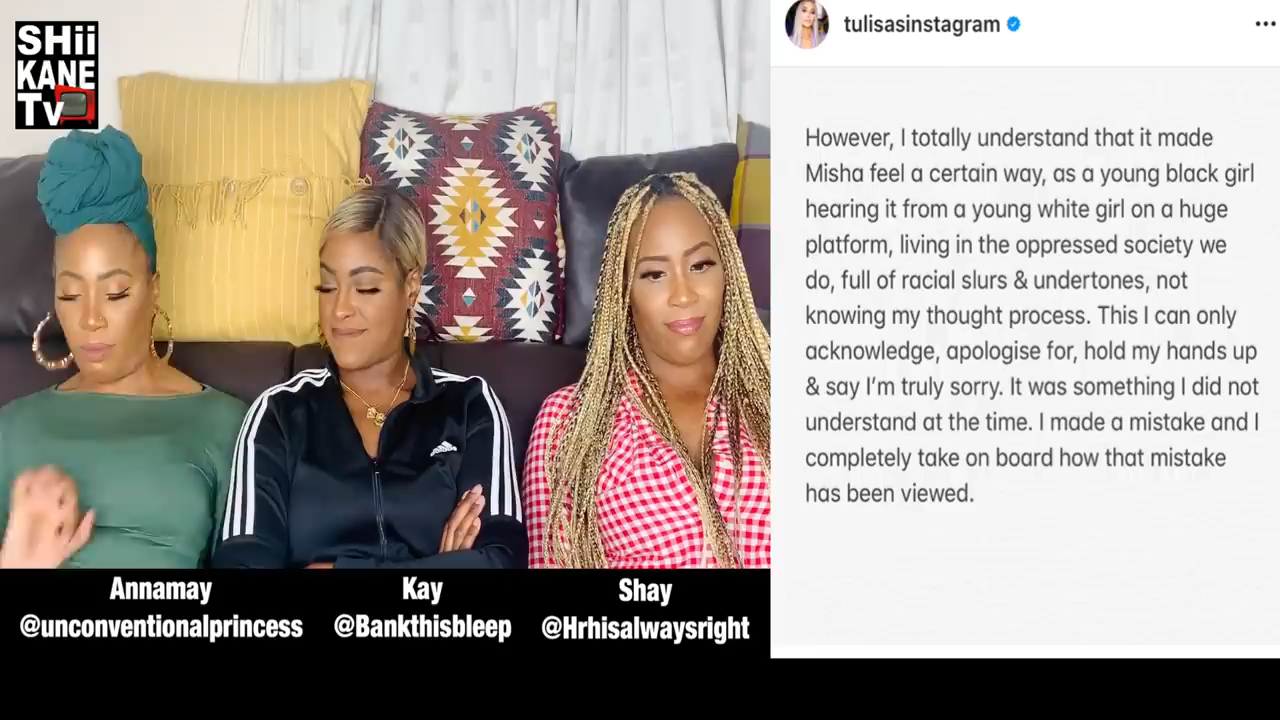 SHii
KANE
Tv
Annamay
@unconventionalprincess
Kay
@Bankthisbleep
Shay
@Hrhisalwaysright
tulisasinstagram
However, I totally understand that it made
Misha feel a certain way, as a young black girl
hearing it from a young white girl on a huge
platform, living in the oppressed society we
do, full of racial slurs & undertones, not
knowing my thought process. This I can only
acknowledge, apologise for, hold my hands up
& say I'm truly sorry. It was something I did not
understand at the time. I made a mistake and I
completely take on board how that mistake
has been viewed.
adidas